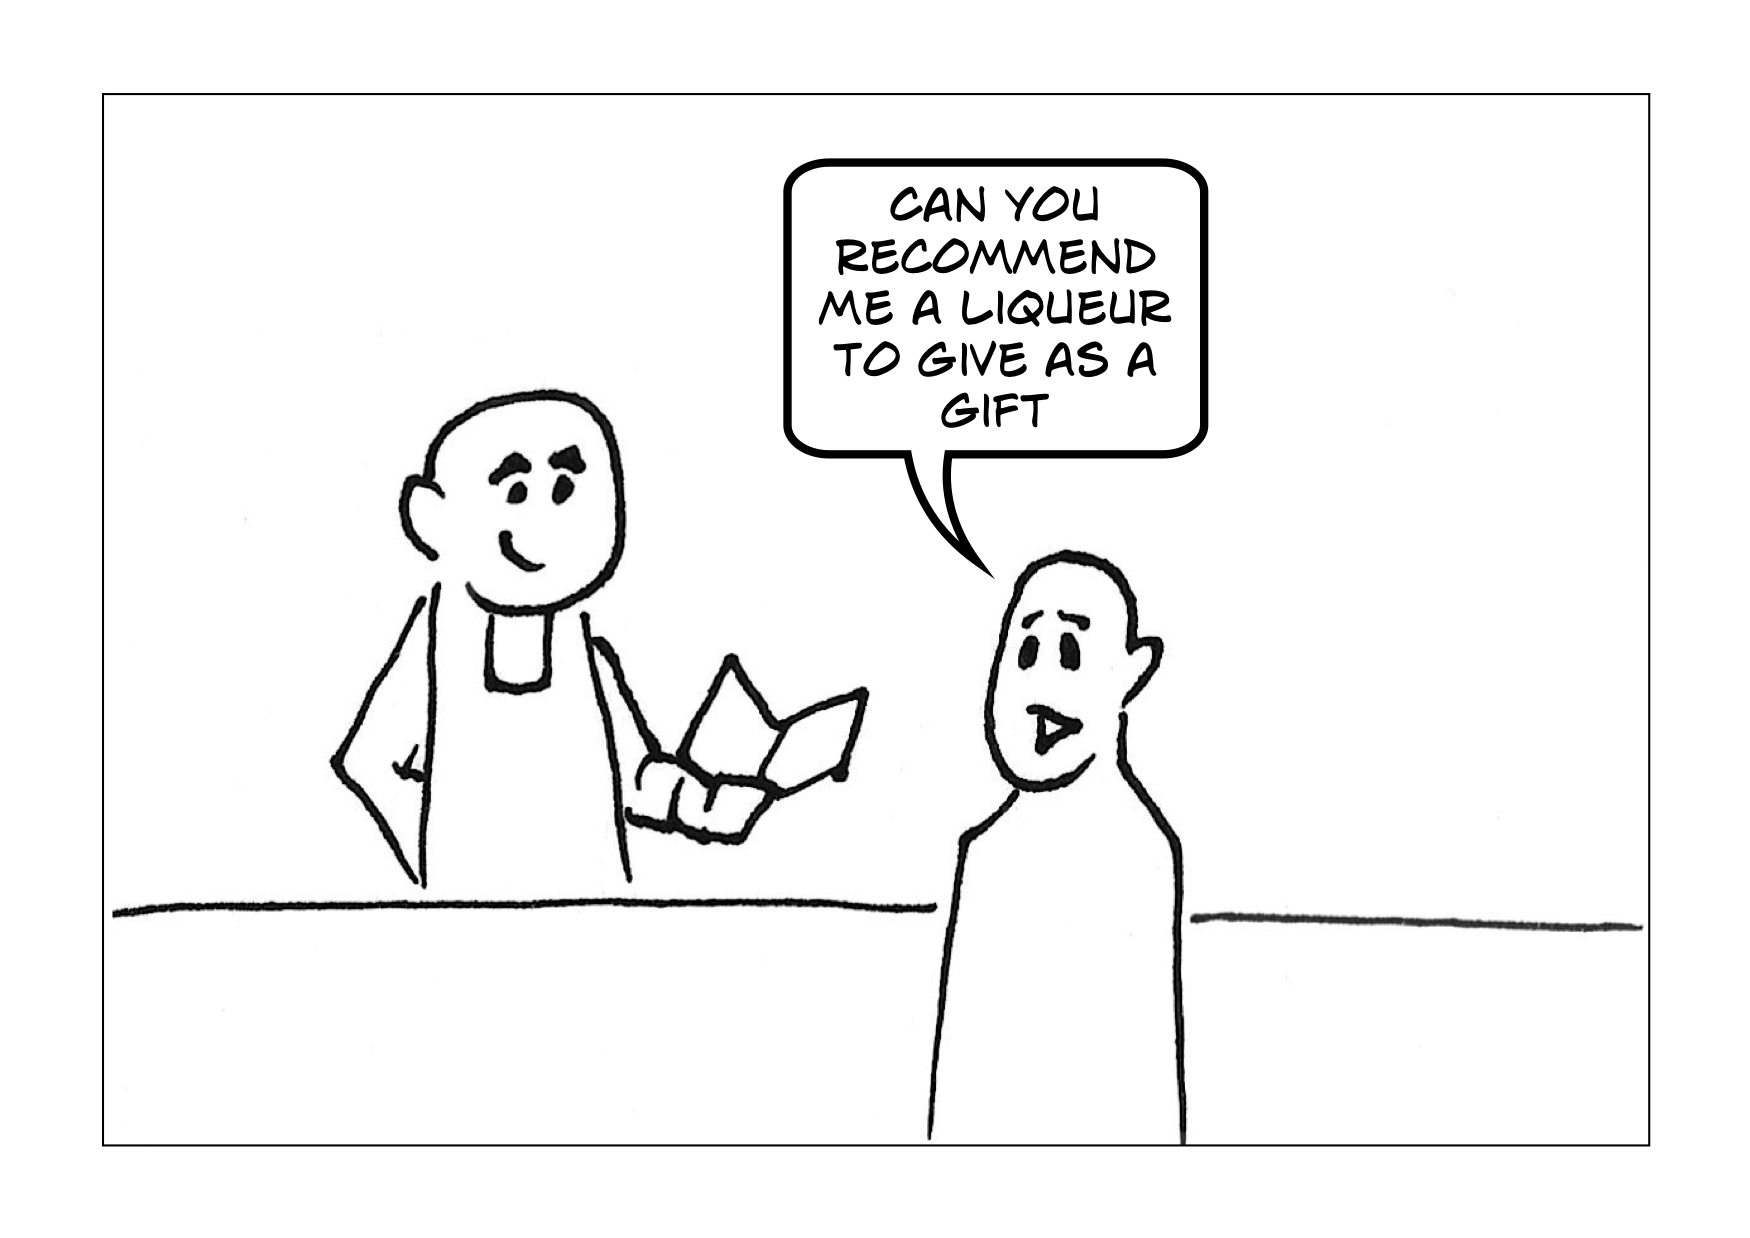 CAN YOU
RECOMMEND
ME A LIQUEUR
TO GIVE AS A
GIFT